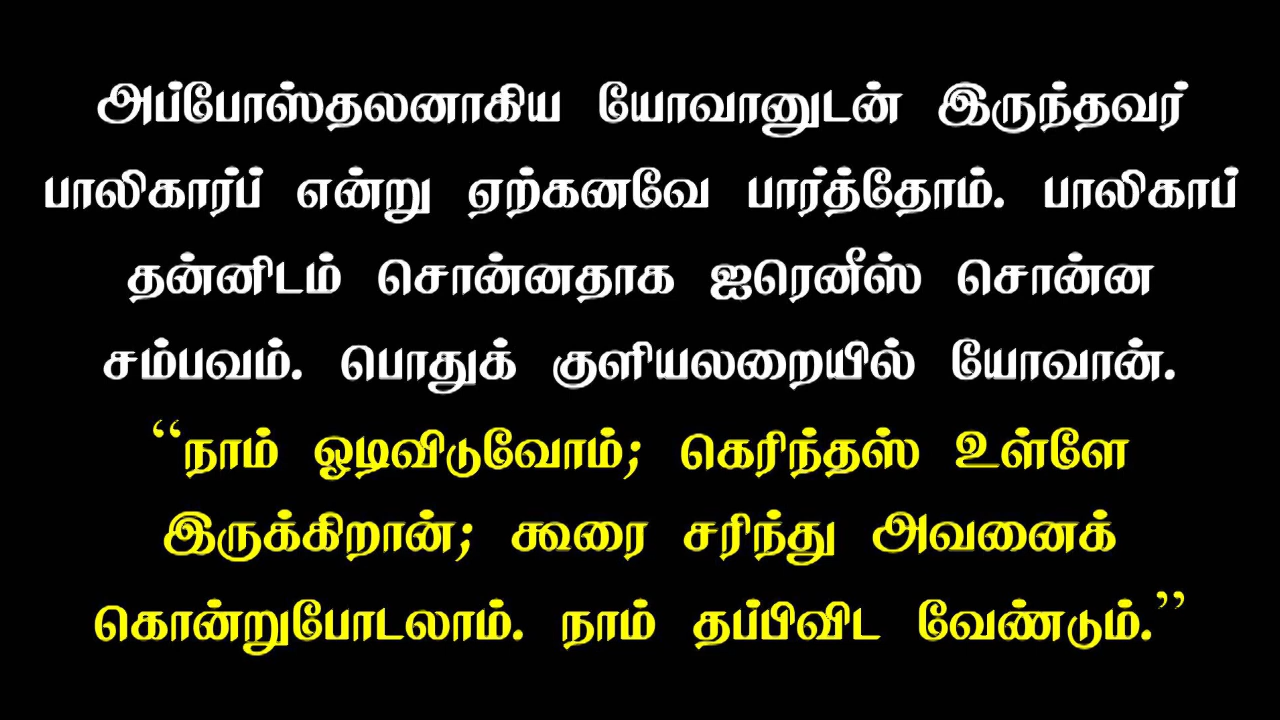 அப்போஸ்தலனாகிய யோவானுடன் இருந்தவர்
பாலிகார்ப் என்று ஏற்கனவே பார்த்தோம். பாலிகாப்
தன்னிடம் சொன்னதாக ஐரெனீஸ் சொன்ன
சம்பவம். பொதுக் குளியலறையில் யோவான்.
“நாம் ஓடிவிடுவோம்; கெரிந்தஸ் உள்ளே
இருக்கிறான்; கூரை சரிந்து அவனைக்
கொன்றுபோடலாம். நாம் தப்பிவிட வேண்டும்.”